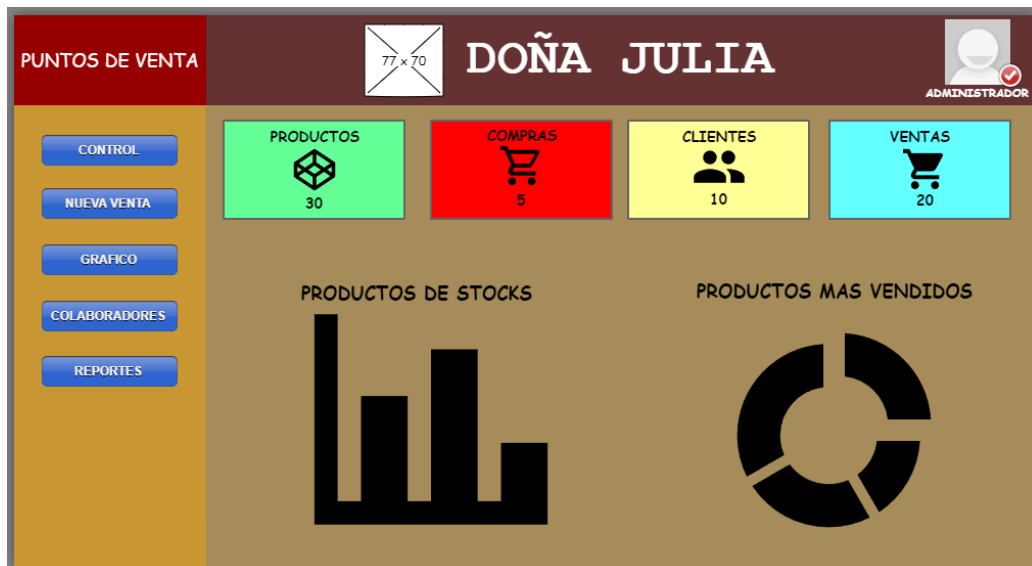 PUNTOS DE VENTA
77 x 70
DOÑA JULIA
ADMINISTRADOR
CONTROL
NUEVA VENTA
GRAFICO
COLABORADORES
REPORTES
PRODUCTOS
30
COMPRAS
5
CLIENTES
10
VENTAS
20
PRODUCTOS DE STOCKS
PRODUCTOS MAS VENDIDOS